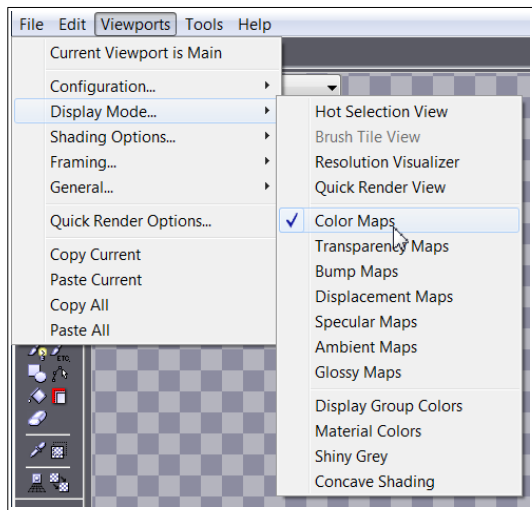 File Edit Viewports Tools Help
Current Viewport is Main
Configuration...
Display Mode...
Shading Options...
Framing...
General...
Quick Render Options...
Copy Current
Paste Current
Copy All
Paste All
Hot Selection View
Brush Tile View
Resolution Visualizer
Quick Render View
Color Maps
Transparency Maps
Bump Maps
Displacement Maps
Specular Maps
Ambient Maps
Glossy Maps
Display Group Colors
Material Colors
Shiny Grey
Concave Shading
ETC.